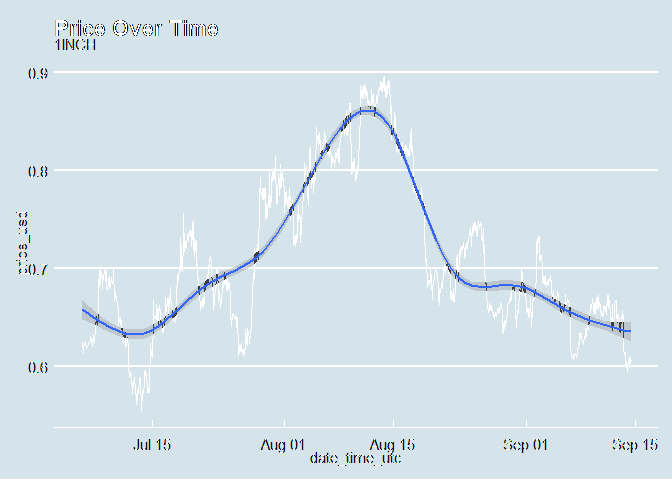 Price Over Time
1INCH
0.9
0.8
price_usd
0.7
0.6
Jul 15 Aug 01 Aug 15 Sep 01 Sep 15
date_time_utc